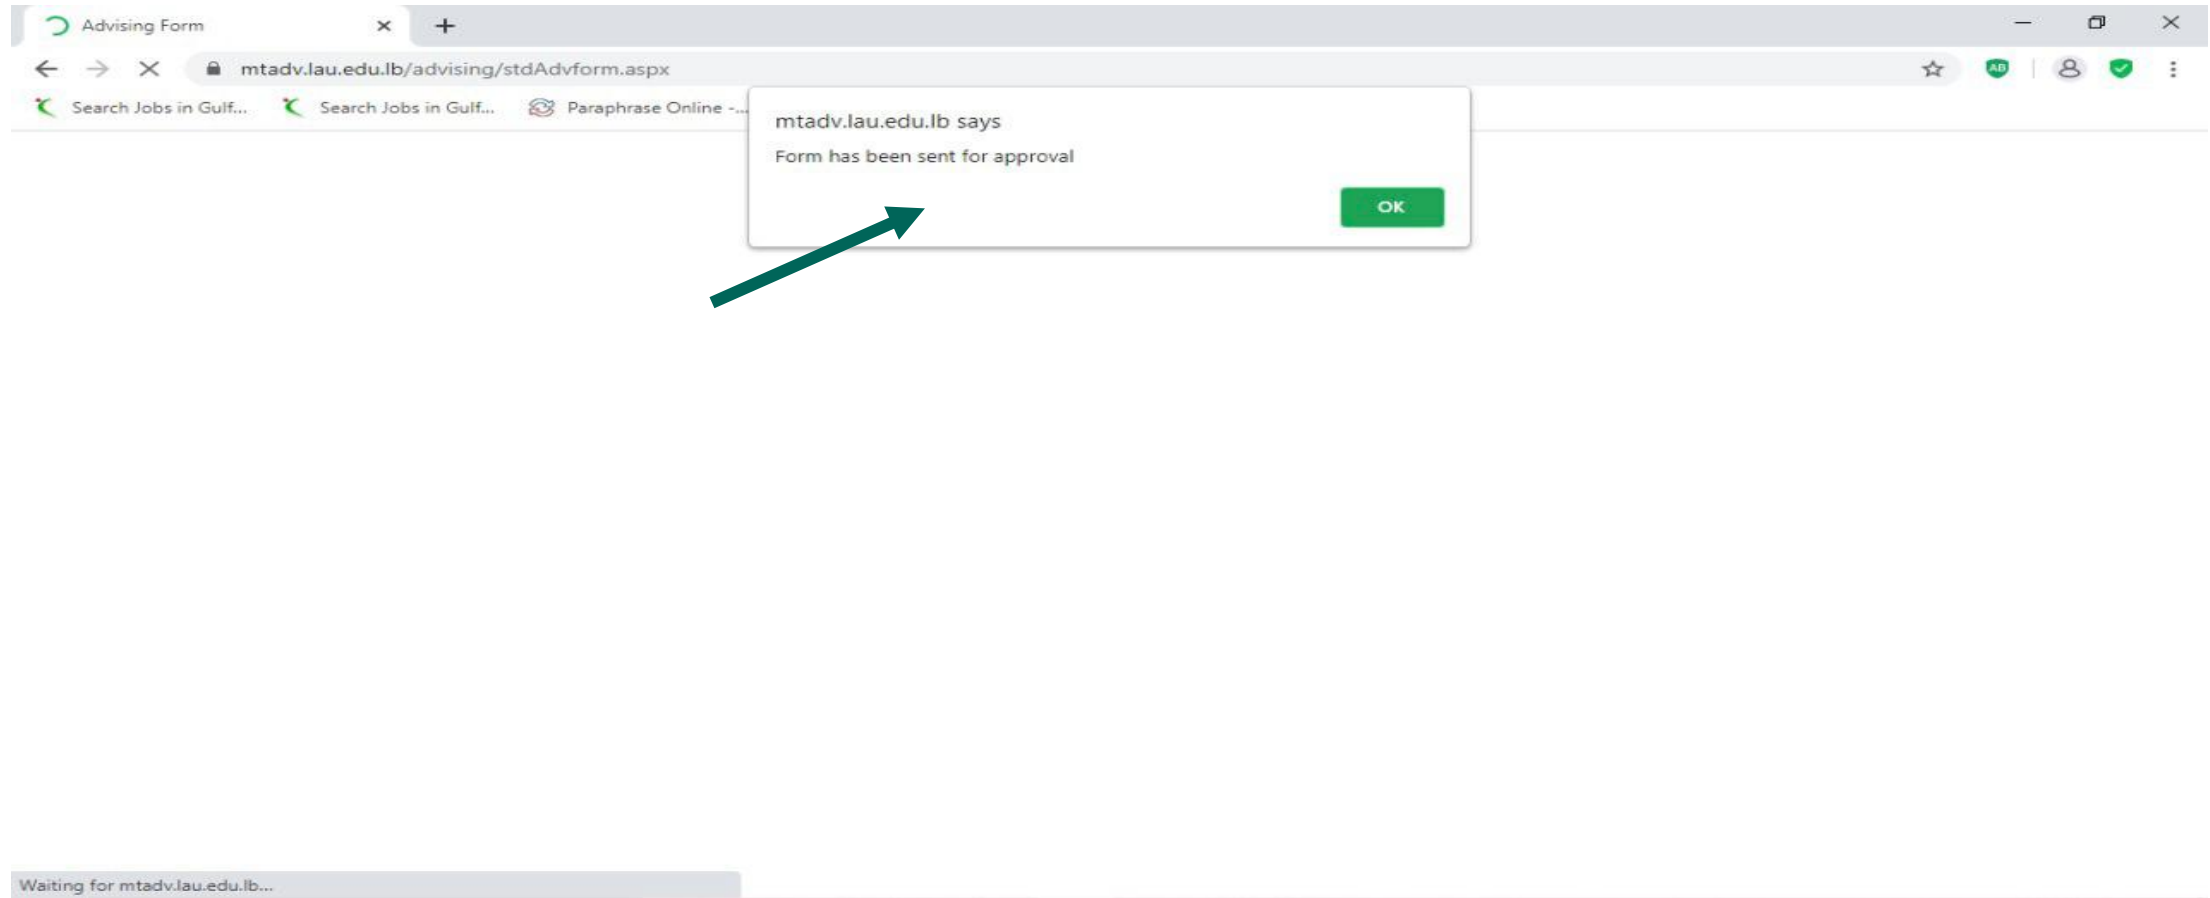 Advising Form
mtadv.lau.edu.lb/advising/stdAdvform.aspx
AB
Search Jobs in Gulf... Search Jobs in Gulf... Paraphrase Online -...
mtadv.lau.edu.lb says
Form has been sent for approval
OK
Waiting for mtadv.lau.edu.lb...